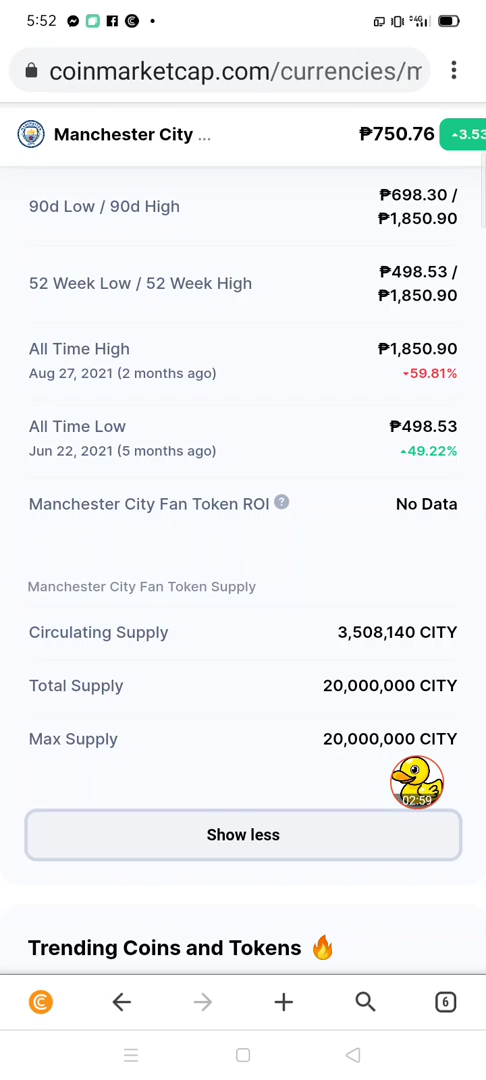 5:52
4G
coinmarketcap.com/currencies/m
Manchester City ... ₱750.76 3.53
90d Low / 90d High ₱698.30 /
₱1,850.90
52 Week Low / 52 Week High ₱498.53 /
₱1,850.90
All Time High ₱1,850.90
Aug 27, 2021 (2 months ago) 59.81%
All Time Low ₱498.53
Jun 22, 2021 (5 months ago) 49.22%
Manchester City Fan Token ROI ? No Data
Manchester City Fan Token Supply
Circulating Supply 3,508,140 CITY
Total Supply 20,000,000 CITY
Max Supply 20,000,000 CITY
02:59
Show less
Trending Coins and Tokens 🔥
6